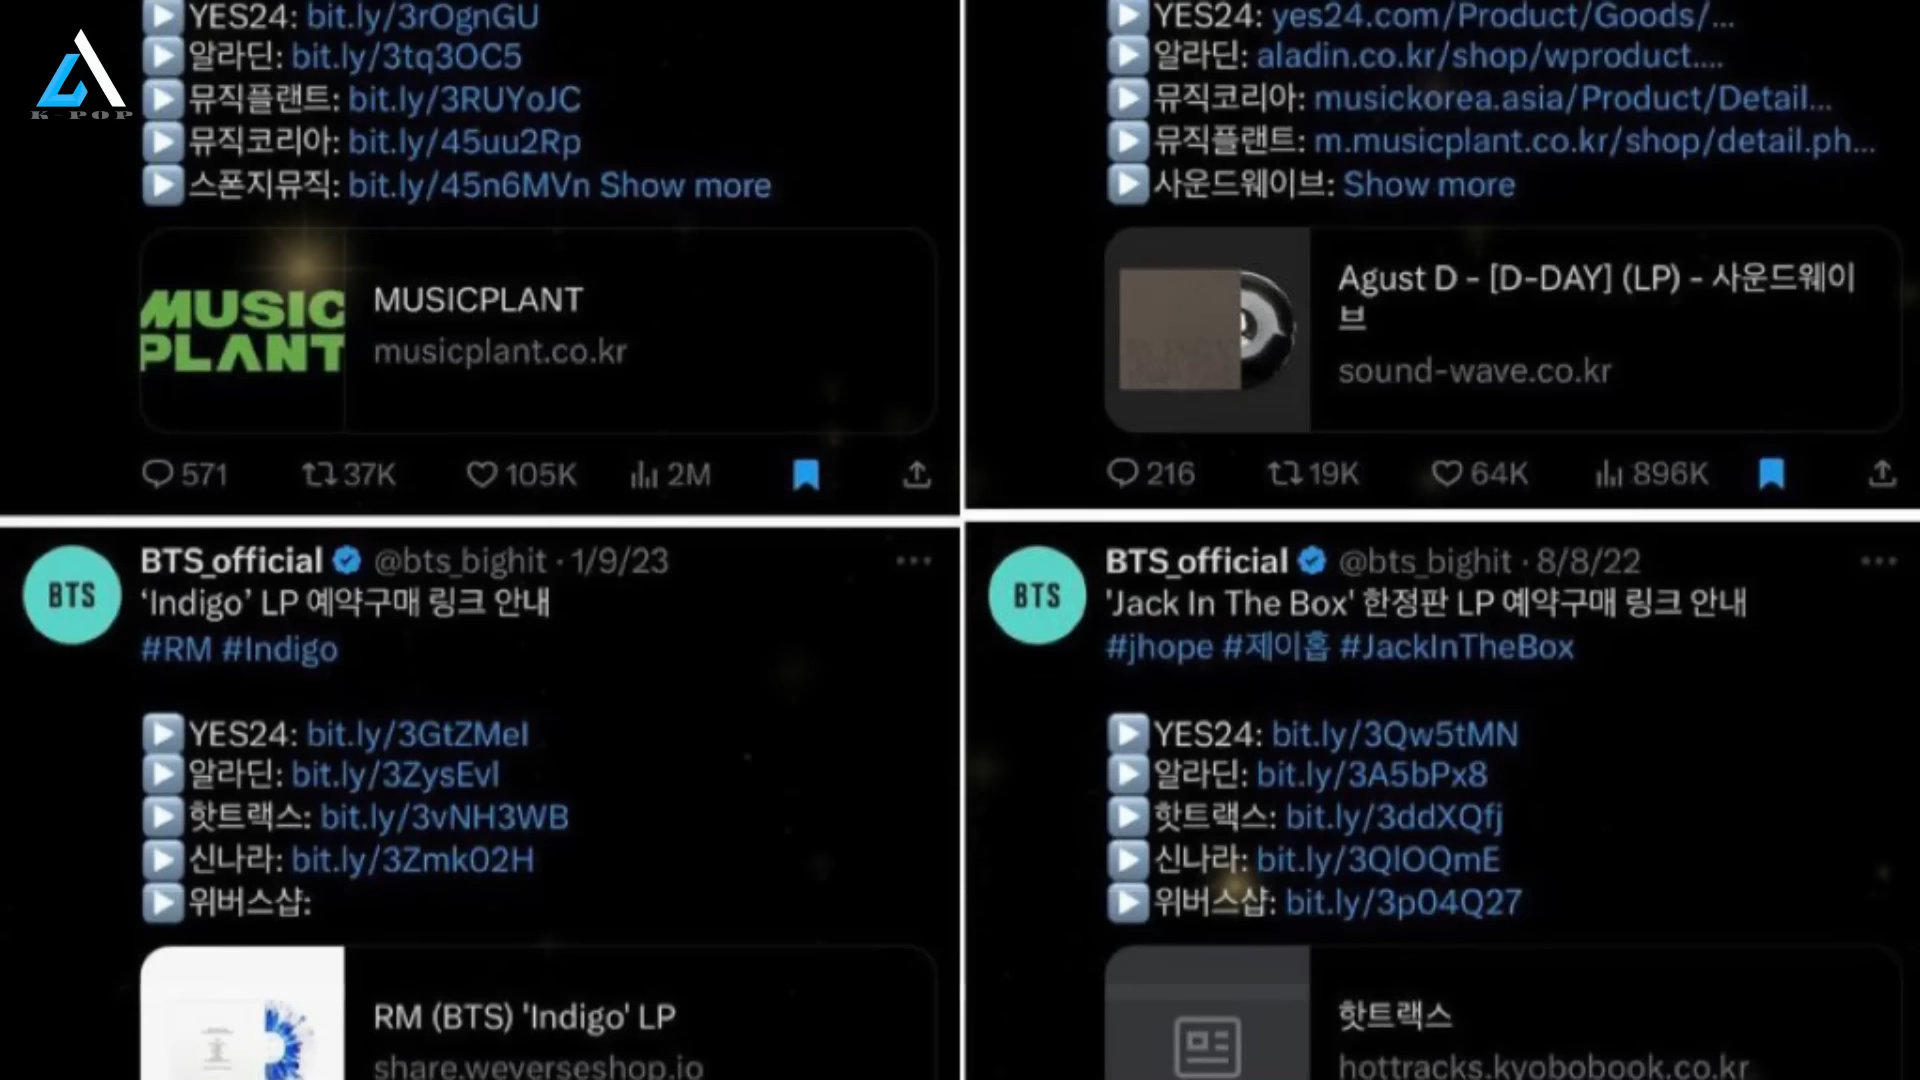 K-POP
YES24: bit.ly/3rOgnGU
알라딘: bit.ly/3tq3OC5
뮤직플랜트: bit.ly/3RUYoJC
뮤직코리아: bit.ly/45uu2Rp
스폰지뮤직: bit.ly/45n6MVn Show more
MUSIC
PLANT
MUSICPLANT
musicplant.co.kr
571 37K 105K 2M
YES24: yes24.com/Product/Goods/...
알라딘: aladin.co.kr/shop/wproduct....
뮤직코리아: musickorea.asia/Product/Detail...
뮤직플랜트: m.musicplant.co.kr/shop/detail.ph...
사운드웨이브: Show more
Agust D - [D-DAY] (LP) - 사운드웨이
브
sound-wave.co.kr
216 19K 64K 896K
BTS
BTS_official @bts_bighit · 1/9/23
‘Indigo’ LP 예약구매 링크 안내
#RM #Indigo
YES24: bit.ly/3GtZMeI
알라딘: bit.ly/3ZysEvl
핫트랙스: bit.ly/3vNH3WB
신나라: bit.ly/3Zmk02H
위버스샵:
RM (BTS) 'Indigo' LP
share.weverseshop.io
BTS
BTS_official @bts_bighit · 8/8/22
'Jack In The Box' 한정판 LP 예약구매 링크 안내
#jhope #제이홉 #JackInTheBox
YES24: bit.ly/3Qw5tMN
알라딘: bit.ly/3A5bPx8
핫트랙스: bit.ly/3ddXQfj
신나라: bit.ly/3QlOQmE
위버스샵: bit.ly/3pO4Q27
핫트랙스
hottracks.kyobobook.co.kr